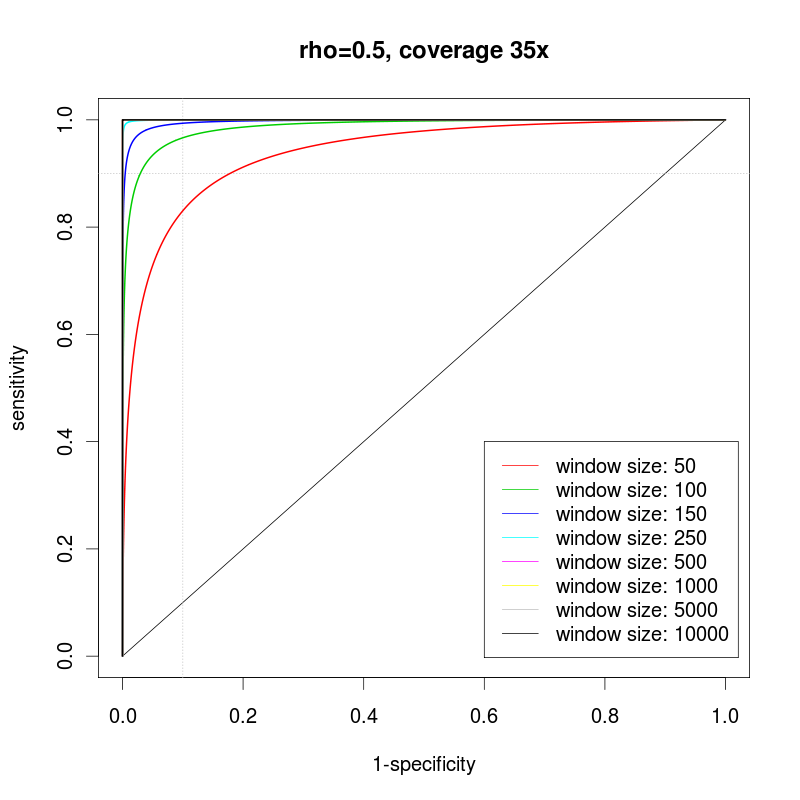 rho=0.5, coverage 35x
1.0
0.8
0.6
0.4
0.2
0.0
sensitivity
window size: 50
window size: 100
window size: 150
window size: 250
window size: 500
window size: 1000
window size: 5000
window size: 10000
0.0 0.2 0.4 0.6 0.8 1.0
1-specificity